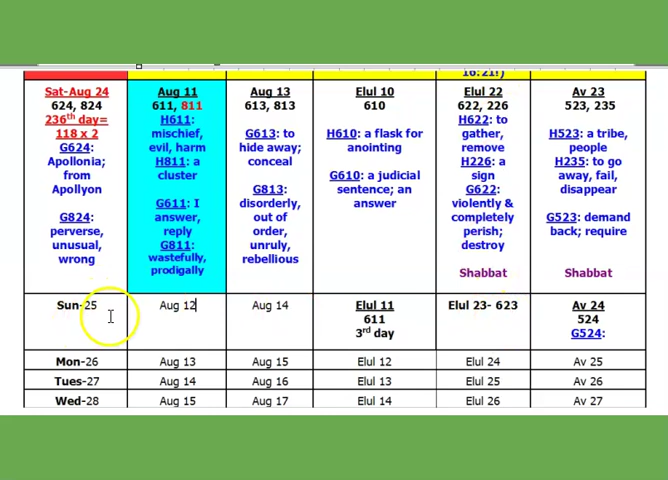 16:21!)
Sat-Aug 24
624, 824
236th day=
118 x 2
G624:
Apollonia;
from
Apollyon
G824:
perverse,
unusual,
wrong
Aug 11
611, 811
H611:
mischief,
evil, harm
H811: a
cluster
G611: I
answer,
reply
G811:
wastefully,
prodigally
Aug 13
613, 813
G613: to
hide away;
conceal
G813:
disorderly,
out of
order,
unruly,
rebellious
Elul 10
610
H610: a flask for
anointing
G610: a judicial
sentence; an
answer
Elul 22
622, 226
H622: to
gather,
remove
H226: a
sign
G622:
violently &
completely
perish;
destroy
Shabbat
Av 23
523, 235
H523: a tribe,
people
H235: to go
away, fail,
disappear
G523: demand
back; require
Shabbat
Sun-25
Aug 12
Aug 14
Elul 11
611
3rd day
Elul 23- 623
Av 24
524
G524:
Mon-26
Aug 13
Aug 15
Elul 12
Elul 24
Av 25
Tues-27
Aug 14
Aug 16
Elul 13
Elul 25
Av 26
Wed-28
Aug 15
Aug 17
Elul 14
Elul 26
Av 27